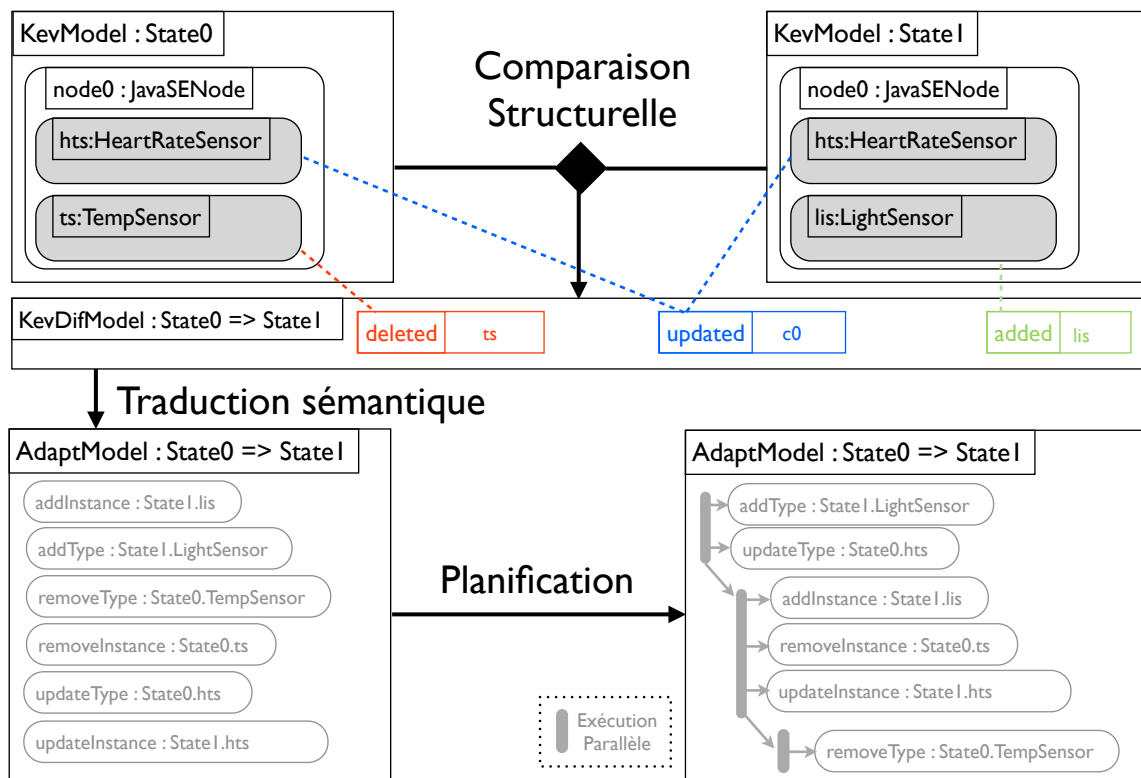 KevModel : State0
node0 : JavaSENode
hts:HeartRateSensor
ts:TempSensor
Comparaison
Structurelle
KevModel: State1
node0 : JavaSENode
hts:HeartRateSensor
lis:LightSensor
KevDifModel : State0 => State1
deleted ts
updated c0
added lis
Traduction sémantique
AdaptModel : State0 => State1
addInstance : State1.lis
addType : State1.LightSensor
removeType : State0.TempSensor
removeInstance : State0.ts
updateType : State0.hts
updateInstance : State1.hts
Planification
Exécution
Parallèle
AdaptModel : State0 => State1
addType : State1.LightSensor
updateType : State0.hts
addInstance : State1.lis
removeInstance : State0.ts
updateInstance : State1.hts
removeType : State0.TempSensor